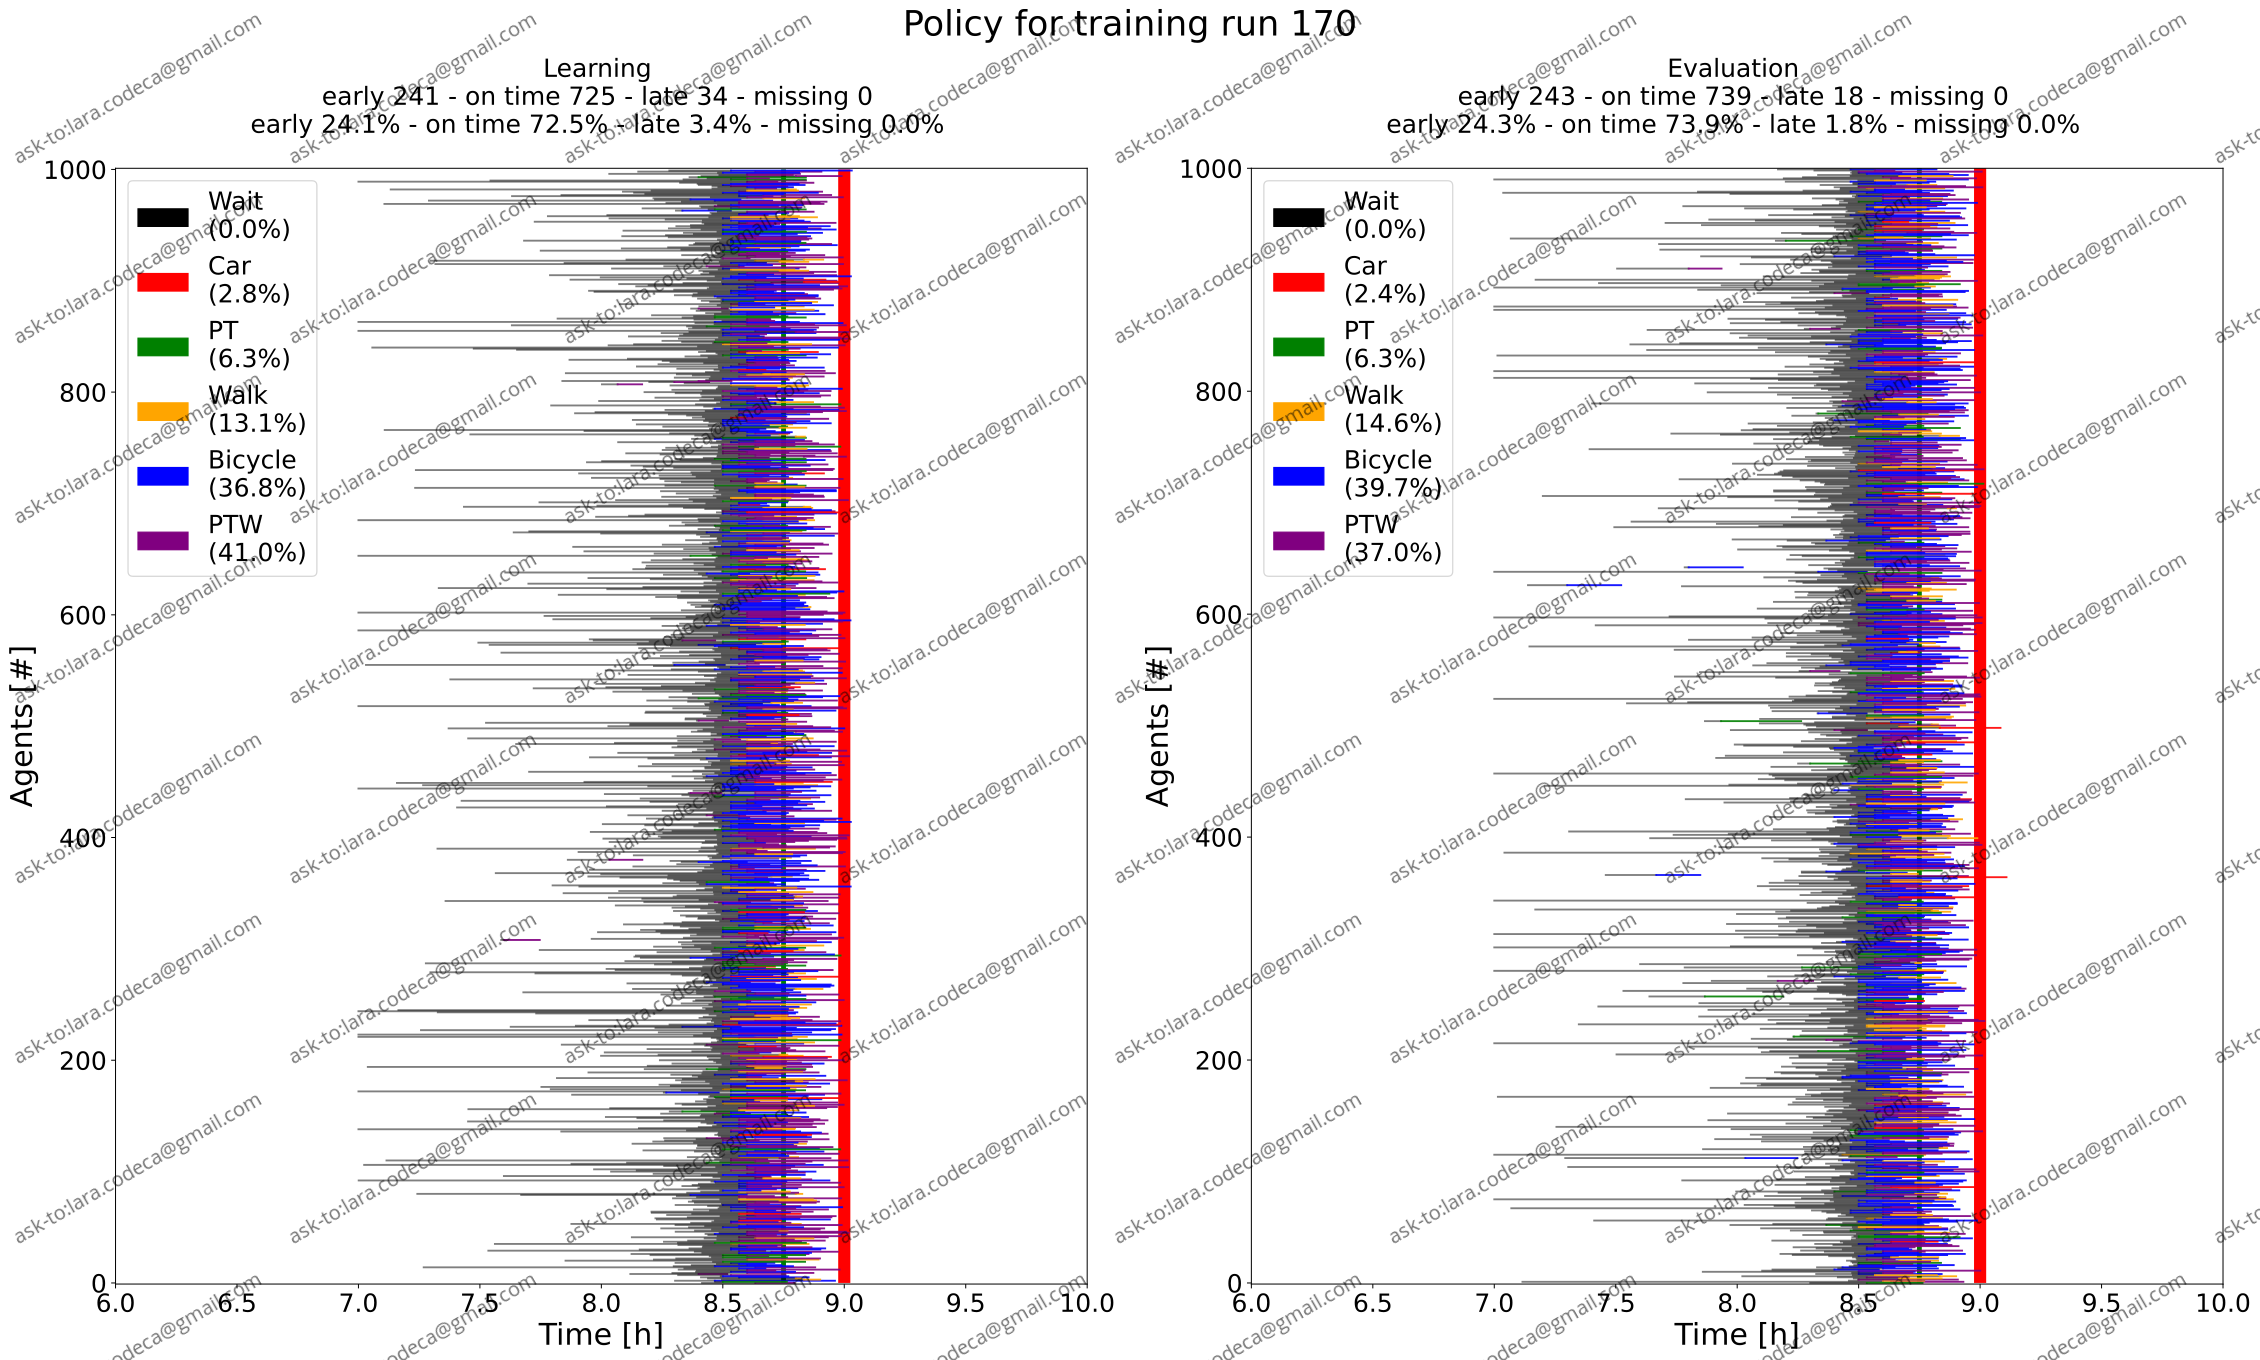 Policy for training run 170
Learning
early 241 - on time 725 - late 34 - missing 0
early 24.1% - on time 72.5% - late 3.4% - missing 0.0%
1000
800
600
400
200
0
Agents [#]
Wait
(0.0%)
Car
(2.8%)
PT
(6.3%)
Walk
(13.1%)
Bicycle
(36.8%)
PTW
(41.0%)
6.0 6.5 7.0 7.5 8.0 8.5 9.0 9.5 10.0
Time [h]
Evaluation
early 243 - on time 739 - late 18 - missing 0
early 24.3% - on time 73.9% - late 1.8% - missing 0.0%
1000
800
600
400
200
0
Agents [#]
Wait
(0.0%)
Car
(2.4%)
PT
(6.3%)
Walk
(14.6%)
Bicycle
(39.7%)
PTW
(37.0%)
6.0 6.5 7.0 7.5 8.0 8.5 9.0 9.5 10.0
Time [h]
ask-to:lara.codeca@gmail.com